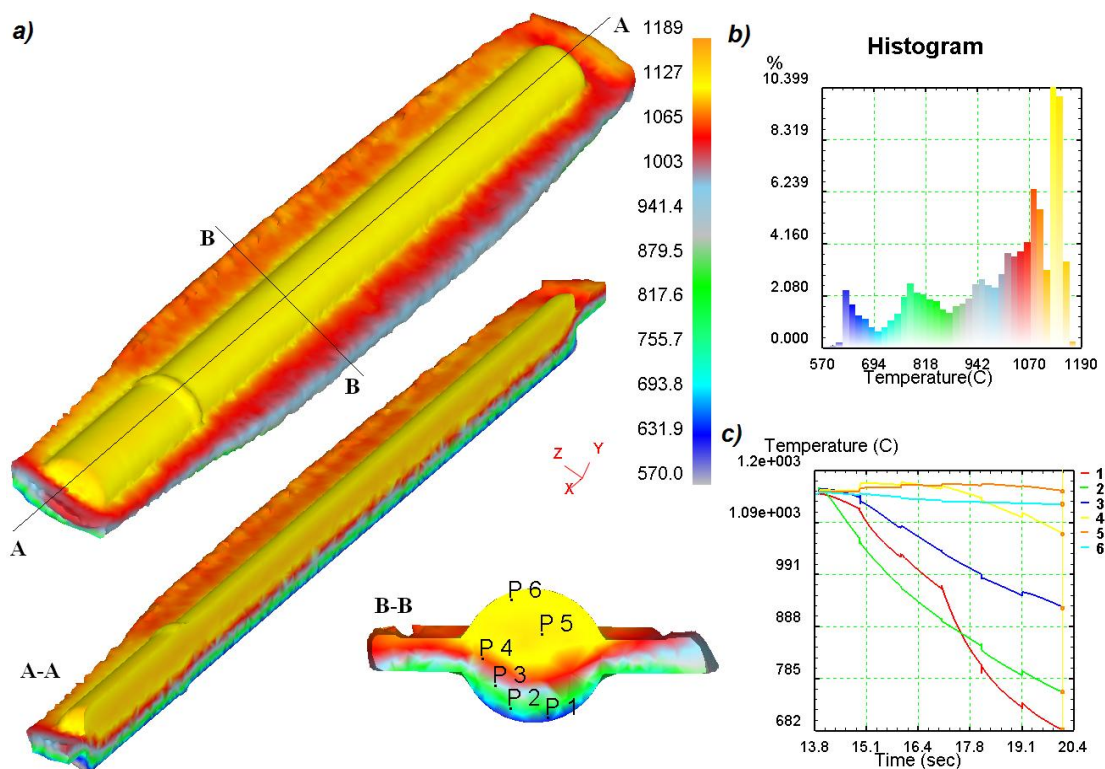 a)
A
A
B
B
1189
1127
1065
1003
941.4
879.5
817.6
755.7
693.8
631.9
570.0
Z
Y
X
A-A
B-B
P 6
P 5
P 4
P 3
P 2
P 1
b)
Histogram
%
10.399
8.319
6.239
4.160
2.080
0.000
570 694 818 942 1070 1190
Temperature(C)
c)
Temperature (C)
1.2e+003
1.09e+003
991
888
785
682
13.8 15.1 16.4 17.8 19.1 20.4
Time (sec)
1
2
3
4
5
6